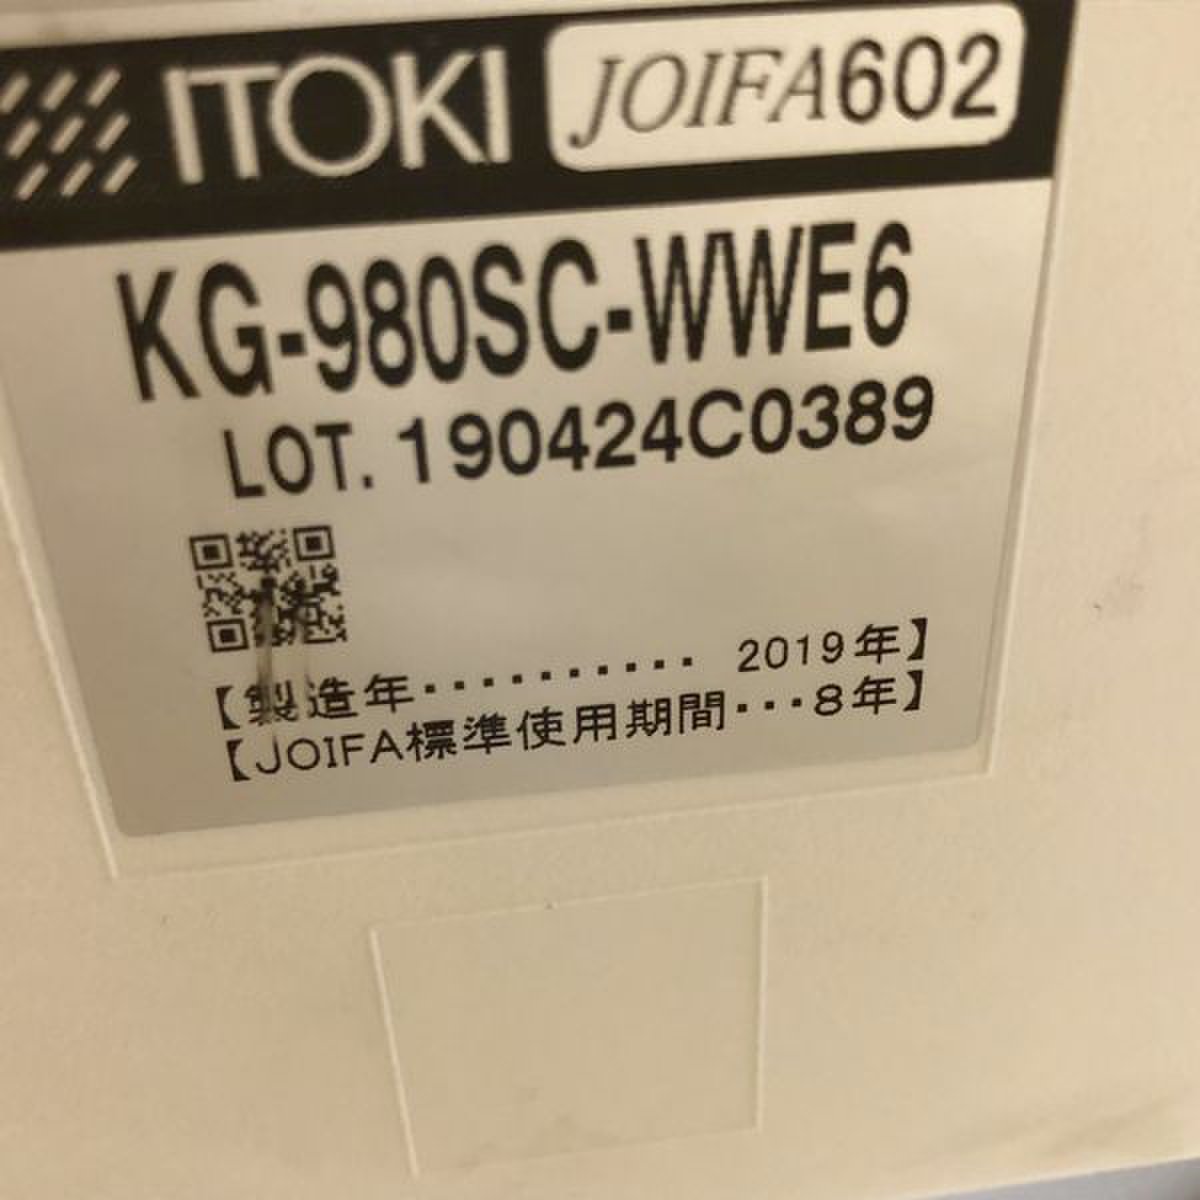 ITOKI JOIFA602
KG-980SC-WWE6
LOT. 190424C0389
【製造年・・・・・・・・・・ 2019年】
【JOIFA標準使用期間・・・8年】